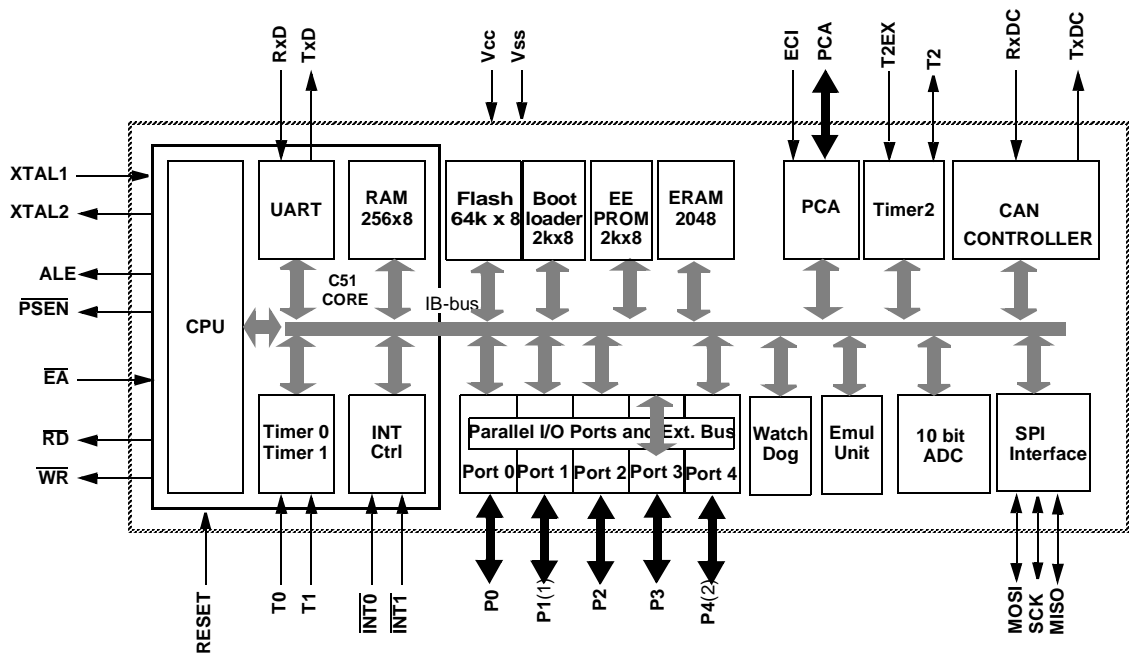 RxD
TxD
Vcc
Vss
ECI
PCA
T2EX
T2
RxDC
TxDC
XTAL1
XTAL2
ALE
PSEN
EA
RD
WR
CPU
UART
RAM
256x8
C51
CORE
IB-bus
Flash
64k x 8
Boot
loader
2kx8
EE
PROM
2kx8
ERAM
2048
PCA
Timer2
CAN
CONTROLLER
Timer 0
Timer 1
INT
Ctrl
Parallel I/O Ports and Ext. Bus
Port 0
Port 1
Port 2
Port 3
Port 4
Watch
Dog
Emul
Unit
10 bit
ADC
SPI
Interface
RESET
T0
T1
INT0
INT1
P0
P1(1)
P2
P3
P4(2)
MOSI
SCK
MISO